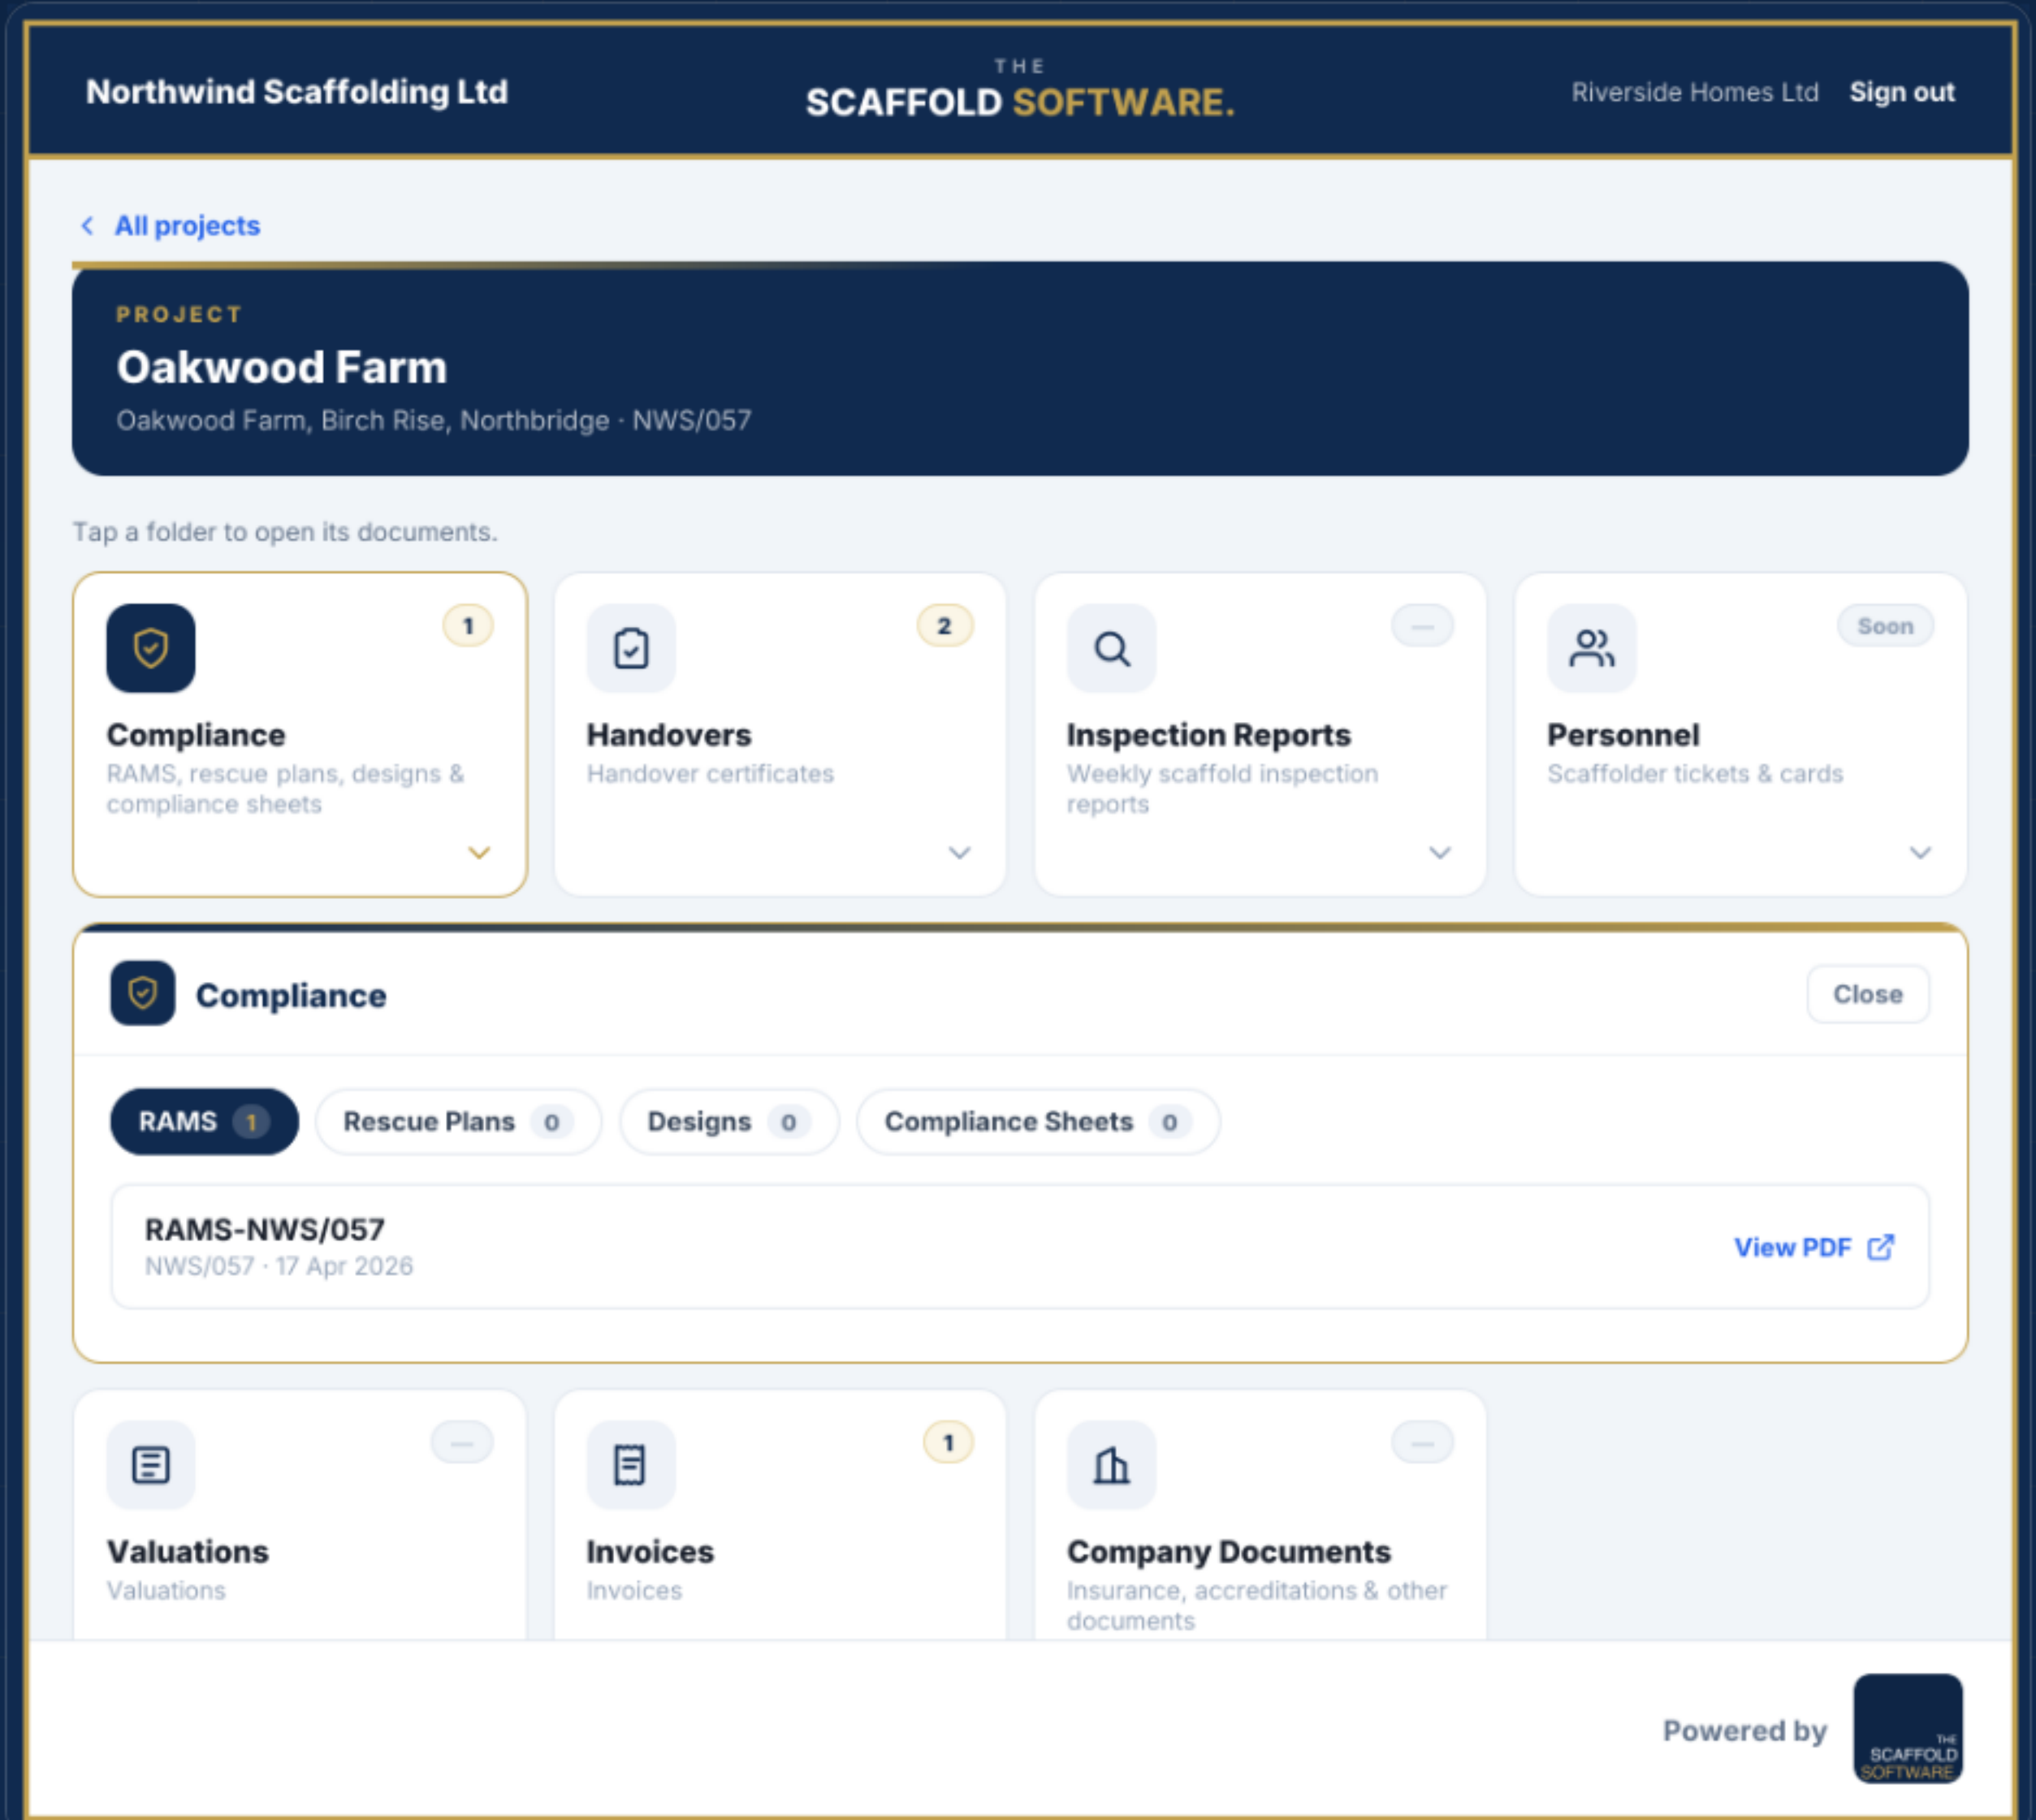 Northwind Scaffolding Ltd
THE
SCAFFOLD SOFTWARE.
Riverside Homes Ltd Sign out
All projects
PROJECT
Oakwood Farm
Oakwood Farm, Birch Rise, Northbridge · NWS/057
Tap a folder to open its documents.
1
Compliance
RAMS, rescue plans, designs &
compliance sheets
2
Handovers
Handover certificates
—
Inspection Reports
Weekly scaffold inspection
reports
Soon
Personnel
Scaffolder tickets & cards
Compliance
Close
RAMS 1
Rescue Plans 0
Designs 0
Compliance Sheets 0
RAMS-NWS/057
NWS/057 · 17 Apr 2026
View PDF
—
Valuations
Valuations
1
Invoices
Invoices
—
Company Documents
Insurance, accreditations & other
documents
Powered by
THE
SCAFFOLD
SOFTWARE.